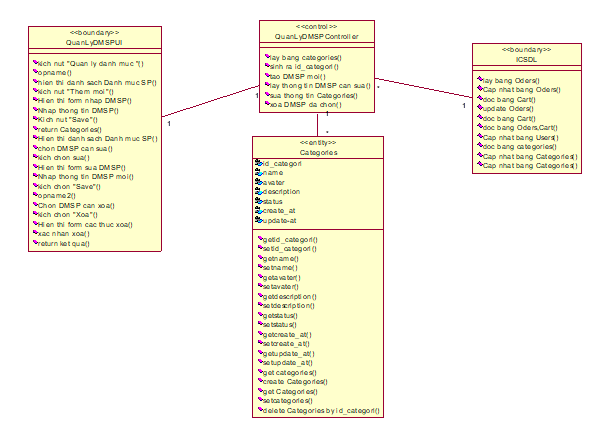 <<boundary>>
QuanLyDMSPUI
kich nut "Quan ly danh muc "()
opname()
hien thi danh sach Danh muc SP()
kich nut "Them moi"()
Hien thi form nhap DMSP()
Nhap thong tin DMSP()
Kich nut "Save"()
return Categories()
Hien thi danh sach Danh muc SP()
chon DMSP can sua()
kich chon sua()
Hien thi form sua DMSP()
Nhap thong tin DMSP moi()
kich chon "Save"()
opname2()
Chon DMSP can xoa()
kich chon "Xoa"()
Hien thi form cac thuc xoa()
xac nhan xoa()
return ket qua()
1
<<control>>
QuanLyDMSPController
lay bang categories()
sinh ra id_categori()
tao DMSP moi()
lay thong tin DMSP can sua()
sua thong tin Categories()
xoa DMSP da chon()
1
*
1
*
1
<<boundary>>
ICSDL
lay bang Oders()
Cap nhat bang Oders()
doc bang Cart()
update Oders()
doc bang Cart()
doc bang Oders,Cart()
Cap nhat bang Users()
doc bang categories()
Cap nhat bang Categories()
Cap nhat bang Categories()
<<entity>>
Categories
id_categori
name
avater
description
status
create_at
update-at
getid_categori()
setid_categori()
getname()
setname()
getavater()
setavater()
getdescription()
setdescription()
getstatus()
setstatus()
getcreate_at()
setcreate_at()
getupdate_at()
setupdate_at()
get categories()
create Categories()
get Categories()
setcategories()
delete Categories by id_categori()